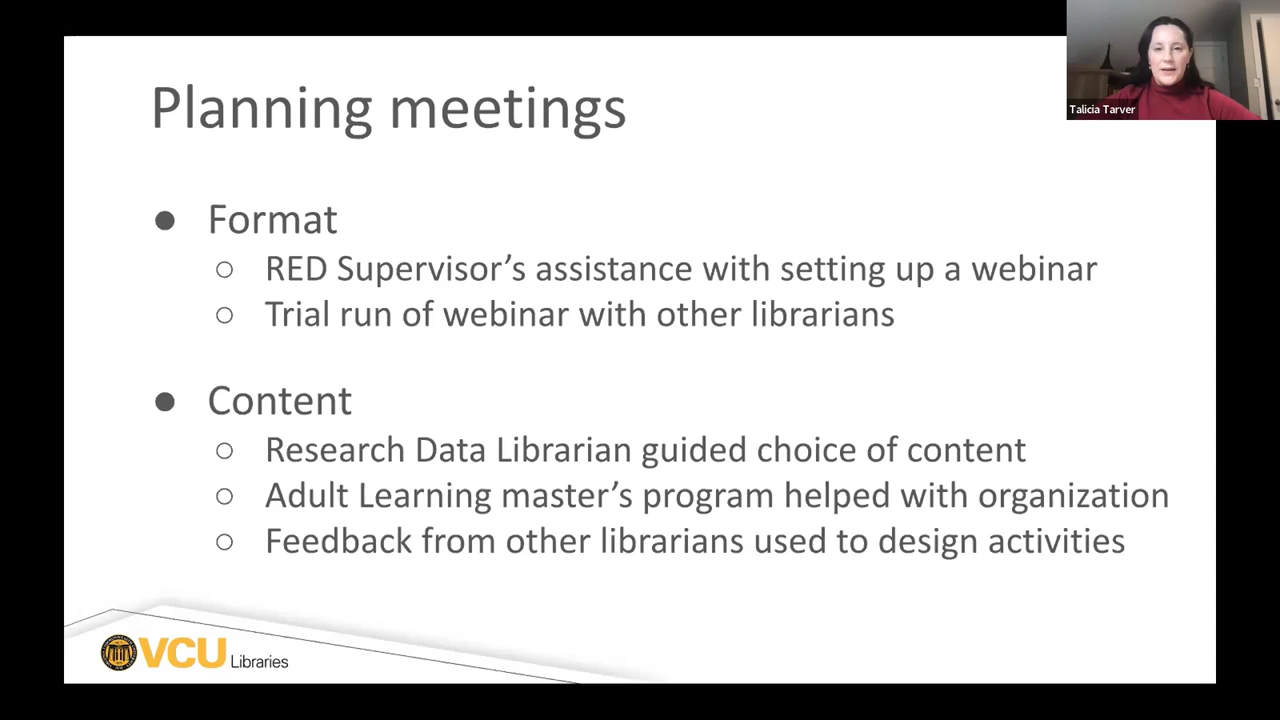 Planning meetings
Talicia Tarver
● Format
○ RED Supervisor’s assistance with setting up a webinar
○ Trial run of webinar with other librarians
● Content
○ Research Data Librarian guided choice of content
○ Adult Learning master’s program helped with organization
○ Feedback from other librarians used to design activities
VCU Libraries